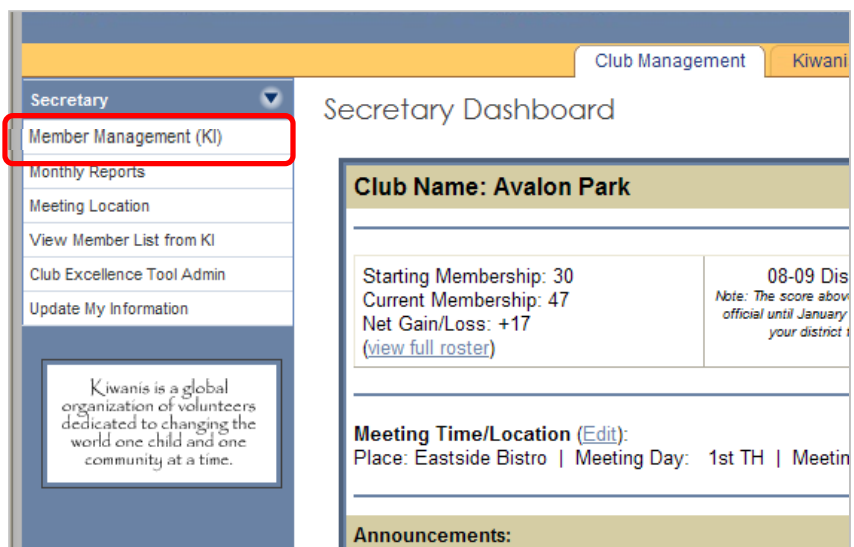 Club Management
Kiwani
Secretary
Member Management (KI)
Monthly Reports
Meeting Location
View Member List from KI
Club Excellence Tool Admin
Update My Information
Kiwanis is a global
organization of volunteers
dedicated to changing the
world one child and one
community at a time.
Secretary Dashboard
Club Name: Avalon Park
Starting Membership: 30
Current Membership: 47
Net Gain/Loss: +17
(view full roster)
08-09 Dis
Note: The score abov
official until January
your district t
Meeting Time/Location (Edit):
Place: Eastside Bistro | Meeting Day: 1st TH | Meetin
Announcements: